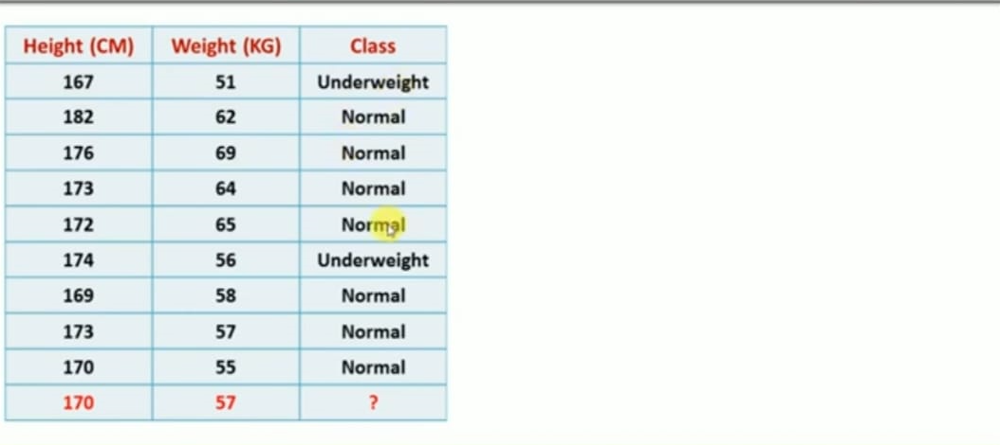 Height (CM) Weight (KG) Class
167 51 Underweight
182 62 Normal
176 69 Normal
173 64 Normal
172 65 Normal
174 56 Underweight
169 58 Normal
173 57 Normal
170 55 Normal
170 57 ?